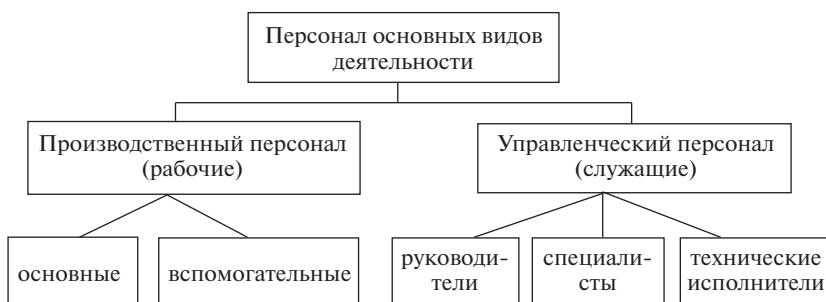 Персонал основных видов
деятельности
Производственный персонал
(рабочие)
Управленческий персонал
(служащие)
основные
вспомогательные
руководи-
тели
специали-
сты
технические
исполнители